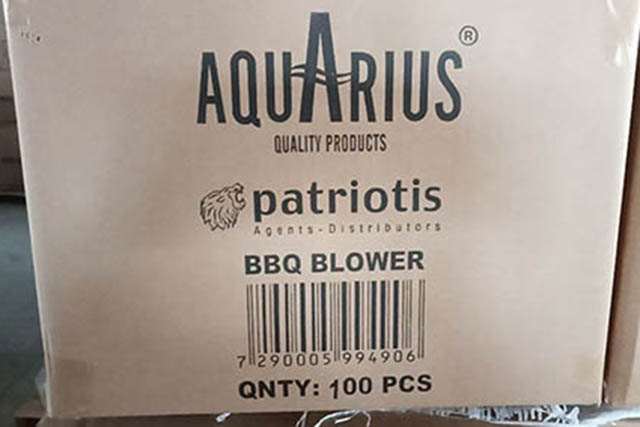 AQUARIUS ®
QUALITY PRODUCTS
patriotis
Agents-Distributors
BBQ BLOWER
7 290005 994906
QNTY: 100 PCS